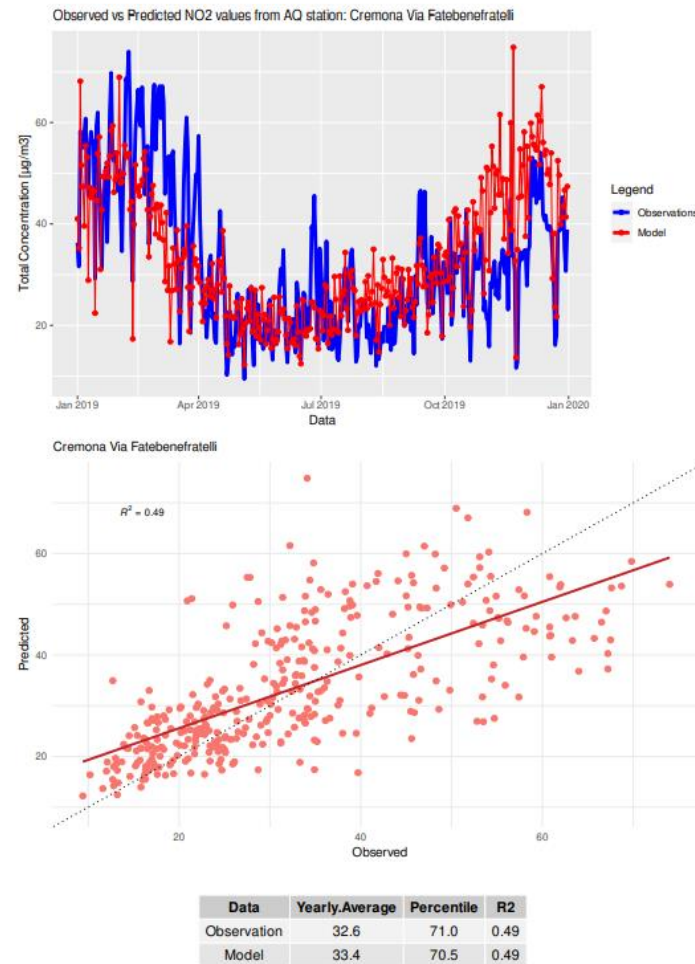 Observed vs Predicted NO2 values from AQ station: Cremona Via Fatebenefratelli
Total Concentration [µg/m3]
60
40
20
Jan 2019 Apr 2019 Jul 2019 Oct 2019 Jan 2020
Data
Legend
Observations
Model
Cremona Via Fatebenefratelli
R² = 0.49
Predicted
60
40
20
20 40 60
Observed
Data Yearly.Average Percentile R2
Observation 32.6 71.0 0.49
Model 33.4 70.5 0.49